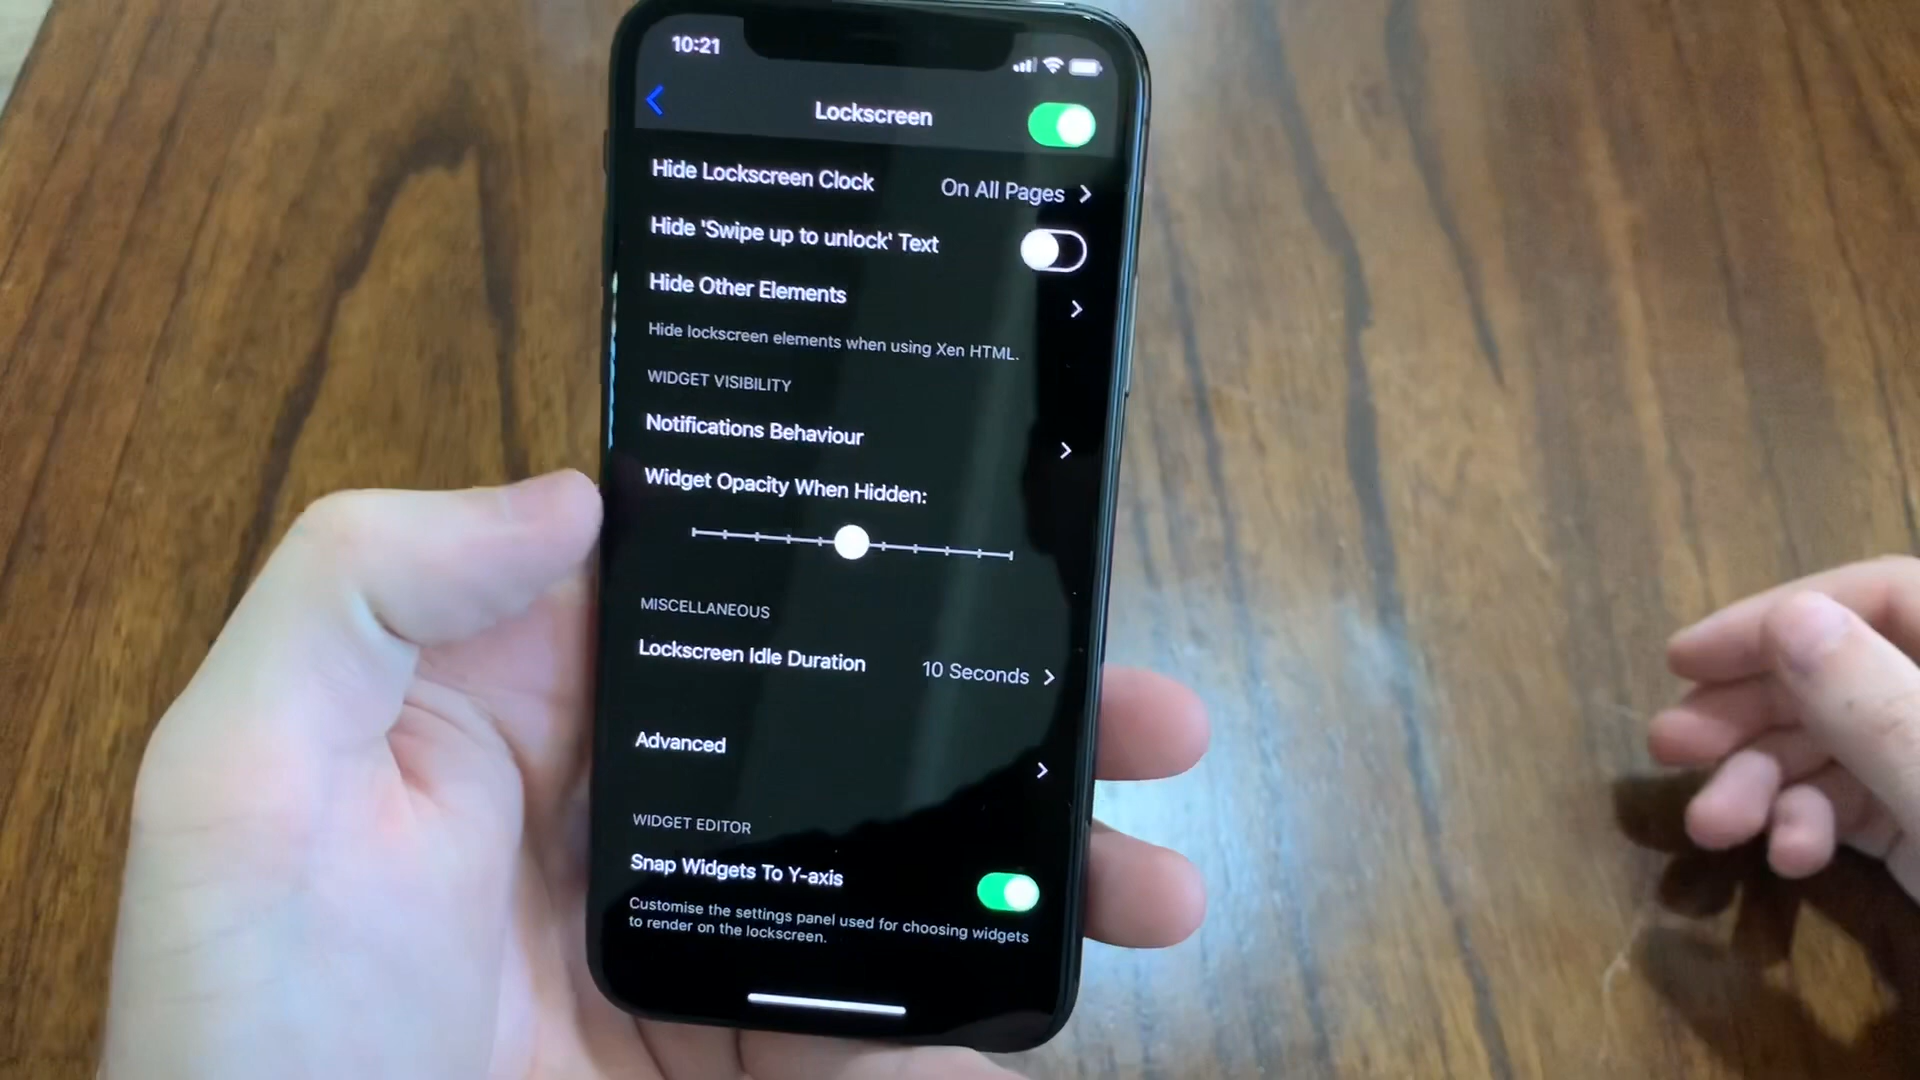 10:21
Lockscreen
Hide Lockscreen Clock On All Pages
Hide 'Swipe up to unlock' Text
Hide Other Elements
Hide lockscreen elements when using Xen HTML.
WIDGET VISIBILITY
Notifications Behaviour
Widget Opacity When Hidden:
MISCELLANEOUS
Lockscreen Idle Duration 10 Seconds
Advanced
WIDGET EDITOR
Snap Widgets To Y-axis
Customise the settings panel used for choosing widgets
to render on the lockscreen.